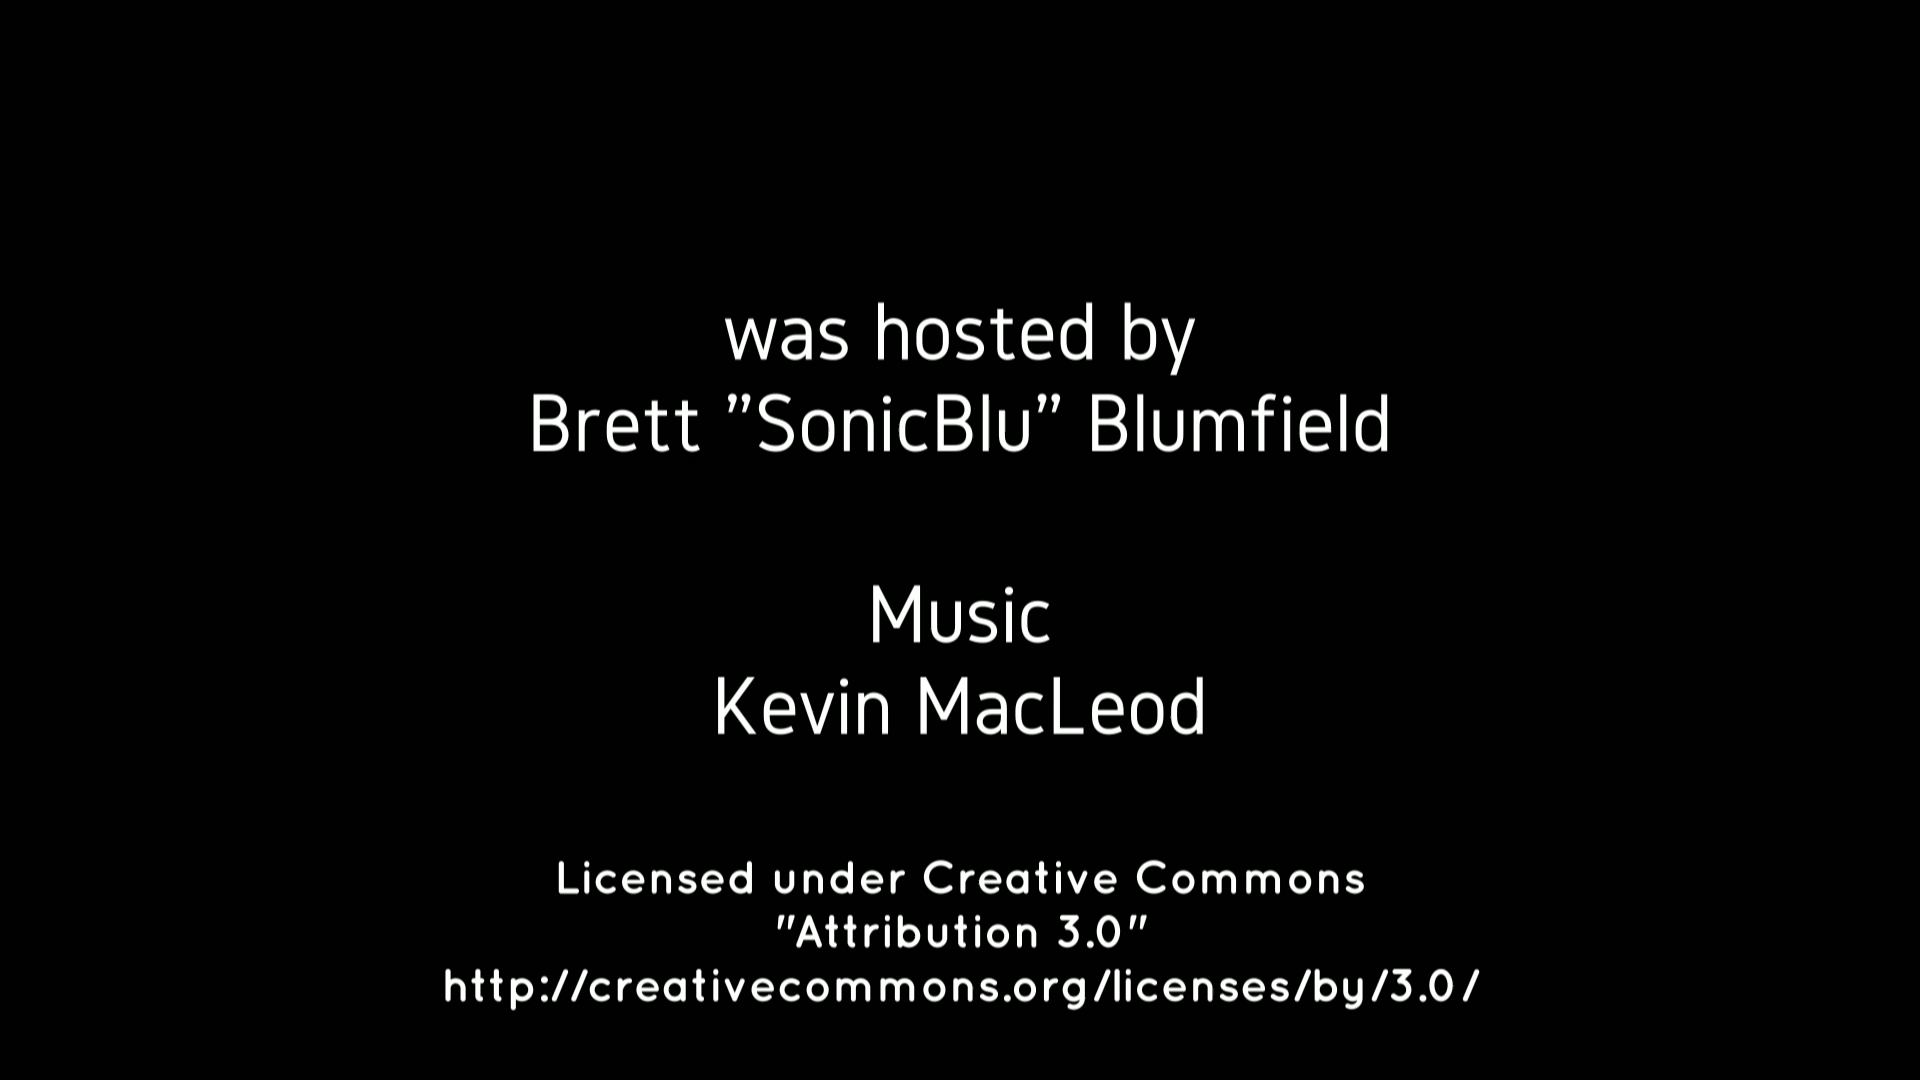 was hosted by
Brett ”SonicBlu” Blumfield
Music
Kevin MacLeod
Licensed under Creative Commons
"Attribution 3.0"
http://creativecommons.org/licenses/by/3.0/